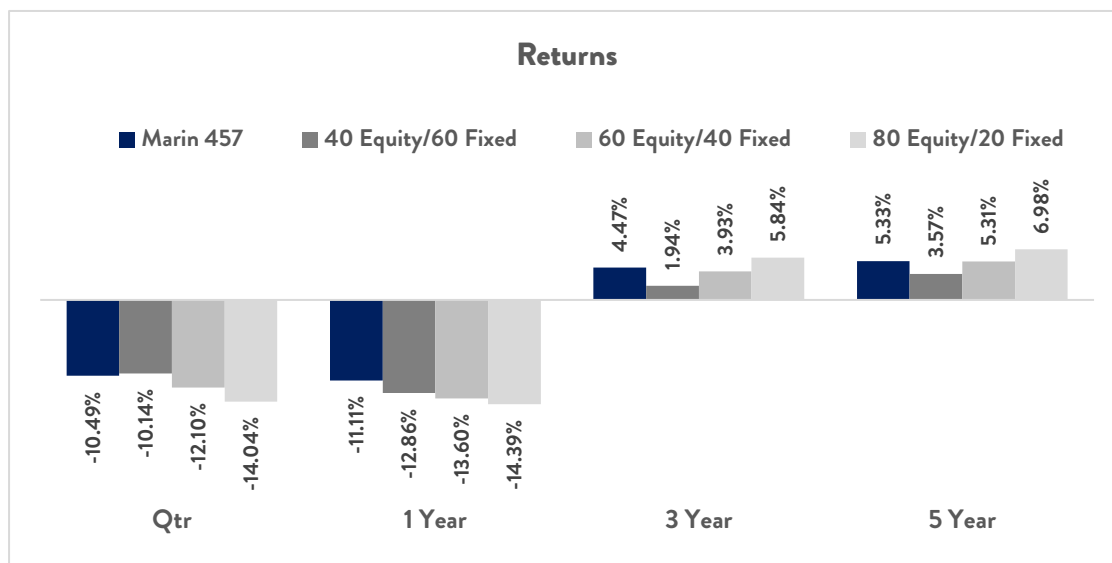 Returns
Marin 457 40 Equity/60 Fixed 60 Equity/40 Fixed 80 Equity/20 Fixed
4.47% 1.94% 3.93% 5.84% 5.33% 3.57% 5.31% 6.98%
-10.49% -10.14% -12.10% -14.04% -11.11% -12.86% -13.60% -14.39%
Qtr 1 Year 3 Year 5 Year